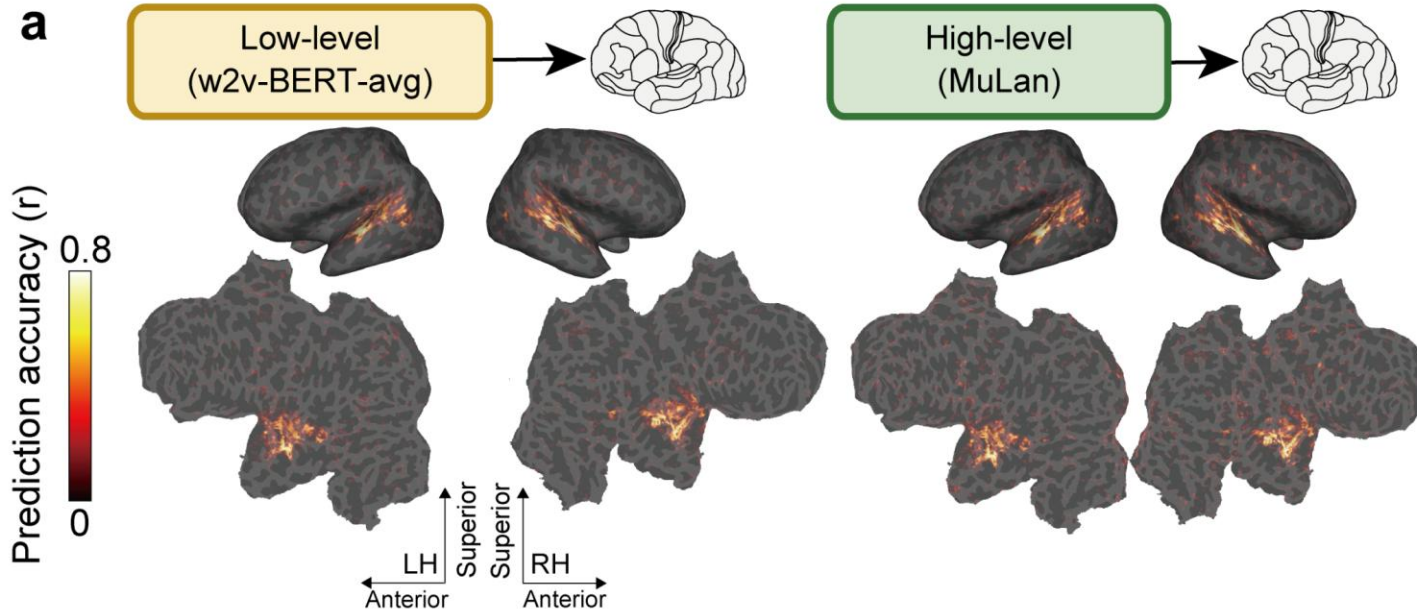 a
Low-level
(w2v-BERT-avg)
High-level
(MuLan)
Prediction accuracy (r)
0.8
0
LH
Superior
Anterior
Superior
RH
Anterior